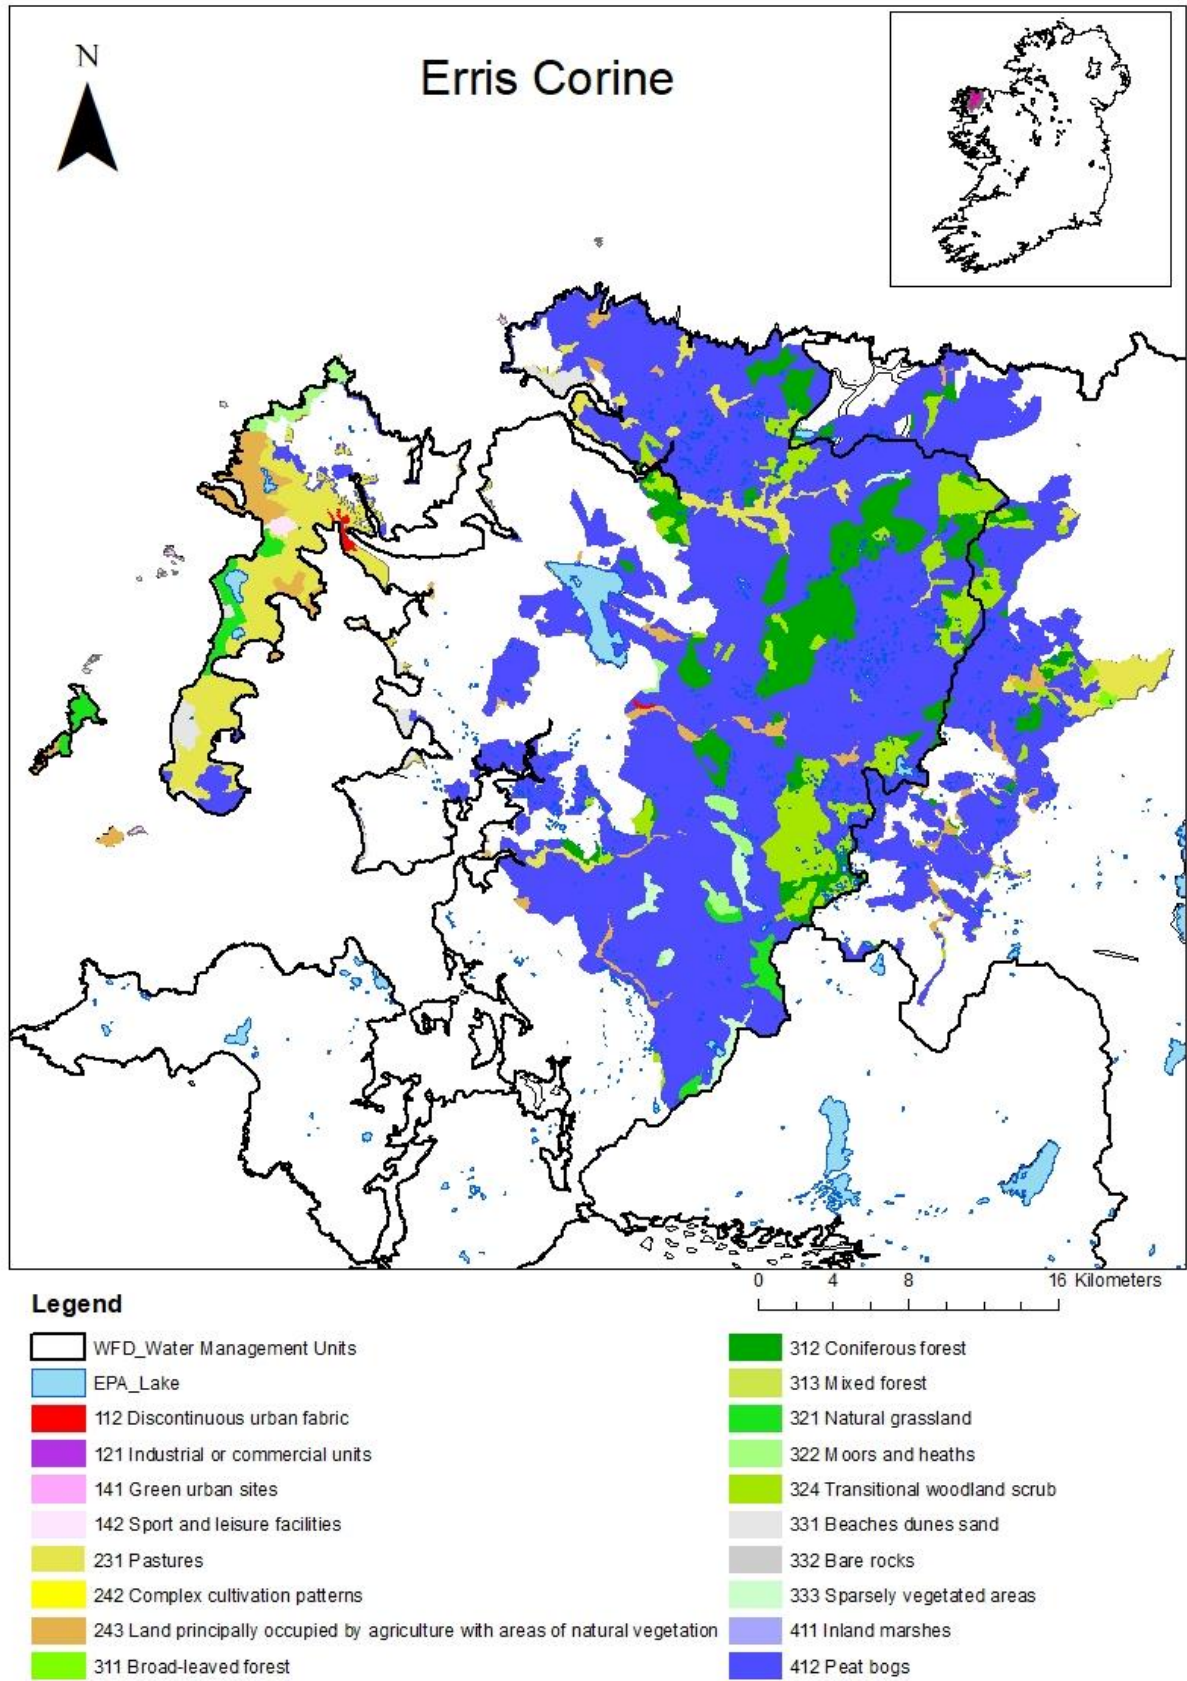 Erris Corine
N
0 4 8 16 Kilometers
Legend
WFD_Water Management Units
EPA_Lake
112 Discontinuous urban fabric
121 Industrial or commercial units
141 Green urban sites
142 Sport and leisure facilities
231 Pastures
242 Complex cultivation patterns
243 Land principally occupied by agriculture with areas of natural vegetation
311 Broad-leaved forest
312 Coniferous forest
313 Mixed forest
321 Natural grassland
322 Moors and heaths
324 Transitional woodland scrub
331 Beaches dunes sand
332 Bare rocks
333 Sparsely vegetated areas
411 Inland marshes
412 Peat bogs